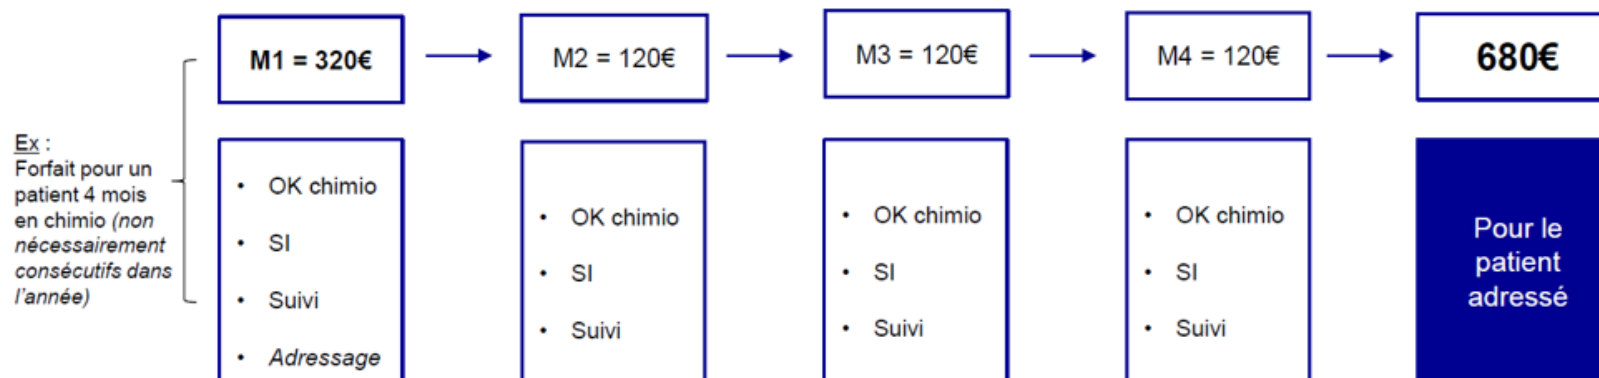 M1 = 320€
M2 = 120€
M3 = 120€
M4 = 120€
680€
Ex :
Forfait pour un
patient 4 mois
en chimio (non
nécessairement
consécutifs dans
l'année)
• OK chimio
• SI
• Suivi
• Adressage
• OK chimio
• SI
• Suivi
• OK chimio
• SI
• Suivi
• OK chimio
• SI
• Suivi
Pour le
patient
adressé